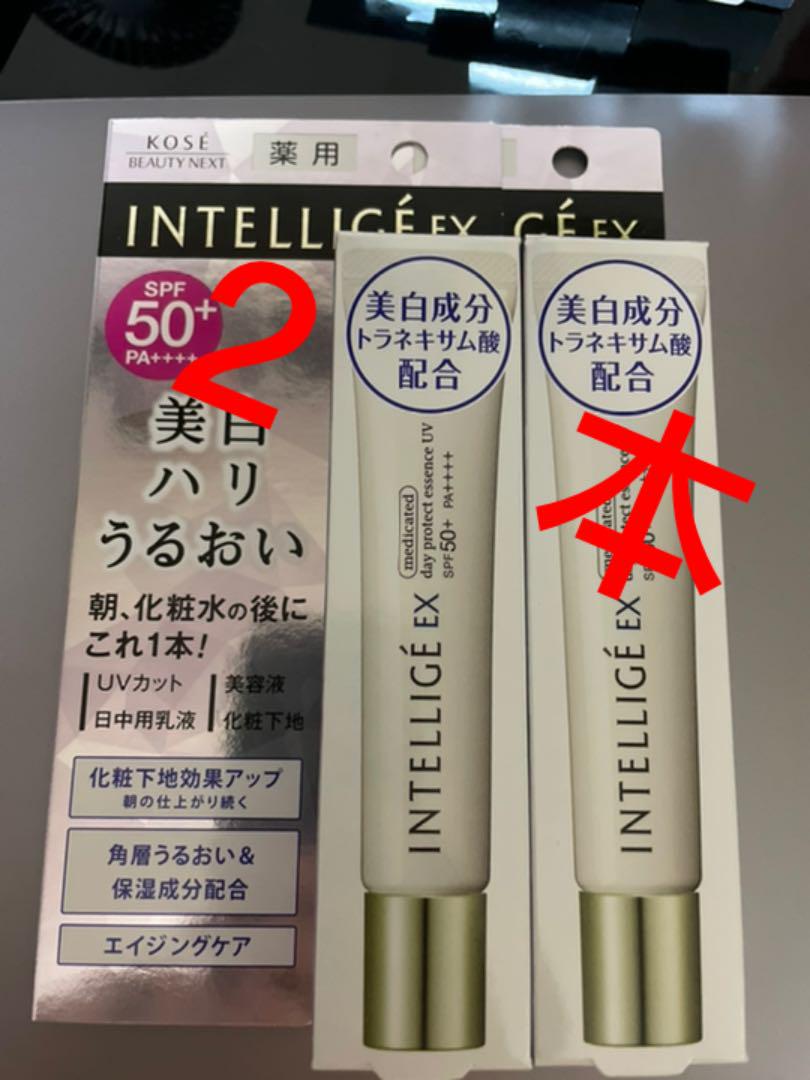 KOSÉ
BEAUTY NEXT
薬用
INTELLIGÉ EX
GÉ EX
SPF
50+
PA++++
2
美白
ハリ
うるおい
朝、化粧水の後に
これ1本!
UVカット
日中用乳液
美容液
化粧下地
化粧下地効果アップ
朝の仕上がり続く
角層うるおい&
保湿成分配合
エイジングケア
美白成分
トラネキサム酸
配合
medicated
day protect essence UV
SPF50+ PA++++
INTELLIGÉ EX
美白成分
トラネキサム酸
配合
本
INTELLIGÉ EX